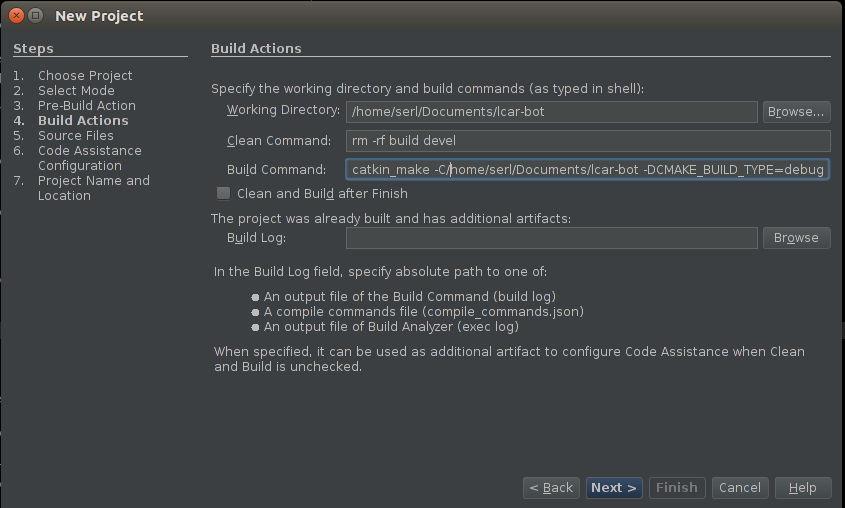 New Project
Steps
1. Choose Project
2. Select Mode
3. Pre-Build Action
4. Build Actions
5. Source Files
6. Code Assistance
Configuration
7. Project Name and
Location
Build Actions
Specify the working directory and build commands (as typed in shell):
Working Directory: /home/serl/Documents/lcar-bot Browse...
Clean Command: rm -rf build devel
Build Command: catkin_make -C/home/serl/Documents/lcar-bot -DCMAKE_BUILD_TYPE=debug
Clean and Build after Finish
The project was already built and has additional artifacts:
Build Log: Browse
In the Build Log field, specify absolute path to one of:
● An output file of the Build Command (build log)
● A compile commands file (compile_commands.json)
● An output file of Build Analyzer (exec log)
When specified, it can be used as additional artifact to configure Code Assistance when Clean
and Build is unchecked.
< Back Next > Finish Cancel Help